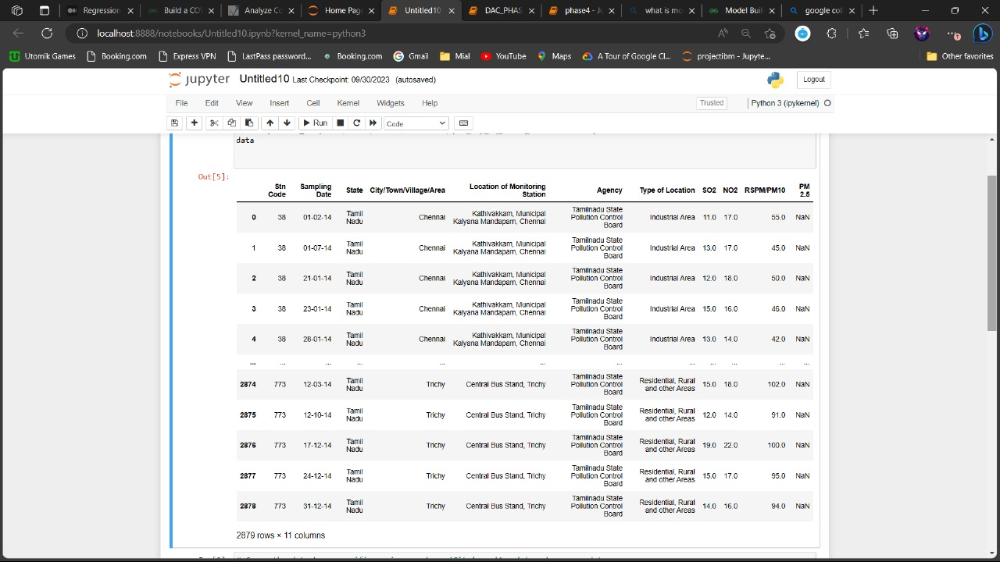 Regression
Build a CO
Analyze C
Home Pag
Untitled10
DAC_PHAS
phase4 - J
what is m
Model Bui
google co
localhost:8888/notebooks/Untitled10.ipynb?kernel_name=python3
Utomik Games Booking.com Express VPN LastPass password... Booking.com Gmail Mial YouTube Maps A Tour of Google Cl... projectibm - Jupyte... Other favorites
jupyter Untitled10 Last Checkpoint: 09/30/2023 (autosaved) Logout
File Edit View Insert Cell Kernel Widgets Help Trusted Python 3 (ipykernel)
Run Code
data
Out[5]:
Stn Code Sampling Date State City/Town/Village/Area Location of Monitoring Station Agency Type of Location SO2 NO2 RSPM/PM10 PM 2.5
0 38 01-02-14 Tamil Nadu Chennai Kathivakkam, Municipal Kalyana Mandapam, Chennai Tamilnadu State Pollution Control Board Industrial Area 11.0 17.0 55.0 NaN
1 38 01-07-14 Tamil Nadu Chennai Kathivakkam, Municipal Kalyana Mandapam, Chennai Tamilnadu State Pollution Control Board Industrial Area 13.0 17.0 45.0 NaN
2 38 21-01-14 Tamil Nadu Chennai Kathivakkam, Municipal Kalyana Mandapam, Chennai Tamilnadu State Pollution Control Board Industrial Area 12.0 18.0 50.0 NaN
3 38 23-01-14 Tamil Nadu Chennai Kathivakkam, Municipal Kalyana Mandapam, Chennai Tamilnadu State Pollution Control Board Industrial Area 15.0 16.0 46.0 NaN
4 38 28-01-14 Tamil Nadu Chennai Kathivakkam, Municipal Kalyana Mandapam, Chennai Tamilnadu State Pollution Control Board Industrial Area 13.0 14.0 42.0 NaN
... ... ... ... ... ... ... ... ... ... ... ...
2874 773 12-03-14 Tamil Nadu Trichy Central Bus Stand, Trichy Tamilnadu State Pollution Control Board Residential, Rural and other Areas 15.0 18.0 102.0 NaN
2875 773 12-10-14 Tamil Nadu Trichy Central Bus Stand, Trichy Tamilnadu State Pollution Control Board Residential, Rural and other Areas 12.0 14.0 91.0 NaN
2876 773 17-12-14 Tamil Nadu Trichy Central Bus Stand, Trichy Tamilnadu State Pollution Control Board Residential, Rural and other Areas 19.0 22.0 100.0 NaN
2877 773 24-12-14 Tamil Nadu Trichy Central Bus Stand, Trichy Tamilnadu State Pollution Control Board Residential, Rural and other Areas 15.0 17.0 95.0 NaN
2878 773 31-12-14 Tamil Nadu Trichy Central Bus Stand, Trichy Tamilnadu State Pollution Control Board Residential, Rural and other Areas 14.0 16.0 94.0 NaN
2879 rows × 11 columns